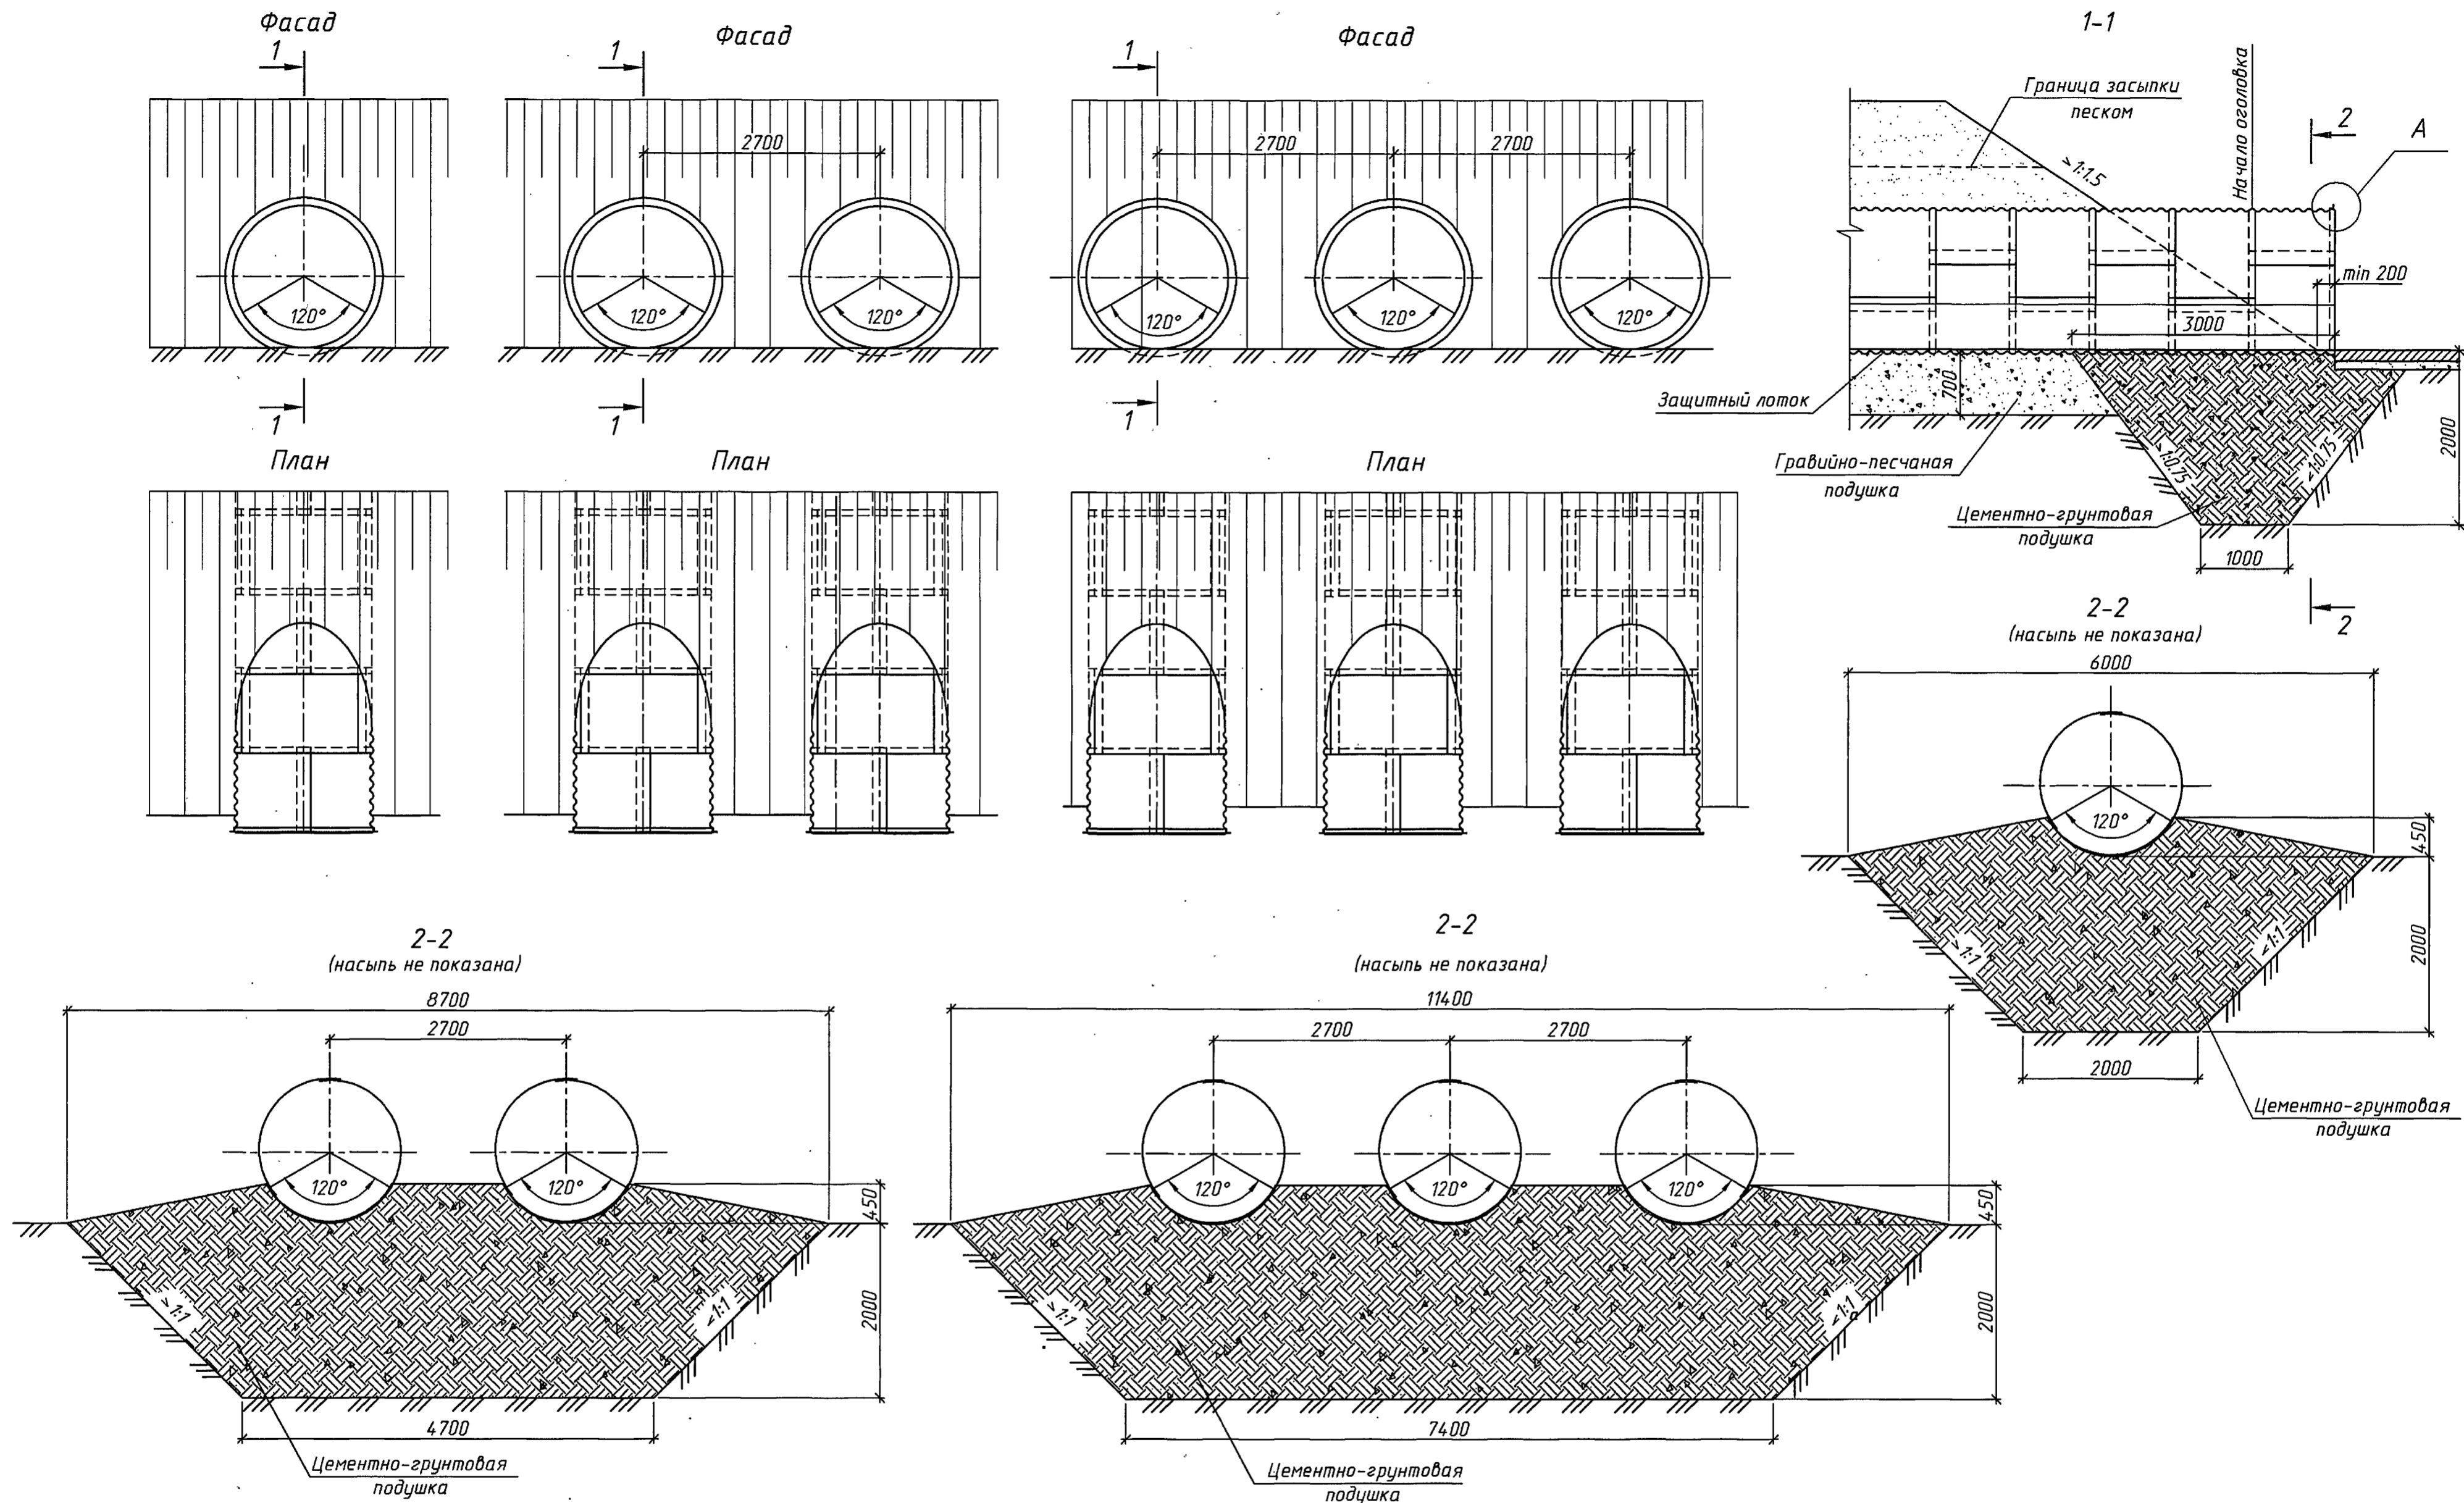 Фасад
1
1
120°
Фасад
1
1
2700
120°
120°
Фасад
1
1
2700
2700
120°
120°
120°
1-1
Граница засыпки
песком
Начало оголовка
2
А
1:1.5
min 200
3000
Защитный лоток
700
Гравийно-песчаная
подушка
1:0.75
1:0.75
2000
Цементно-грунтовая
подушка
1000
2
План
План
План
2-2
(насыпь не показана)
6000
120°
450
1:1
1:1
2000
2000
Цементно-грунтовая
подушка
2-2
(насыпь не показана)
8700
2700
120°
120°
450
1:1
1:1
2000
4700
Цементно-грунтовая
подушка
2-2
(насыпь не показана)
11400
2700
2700
120°
120°
120°
450
1:1
1:1
2000
7400
Цементно-грунтовая
подушка